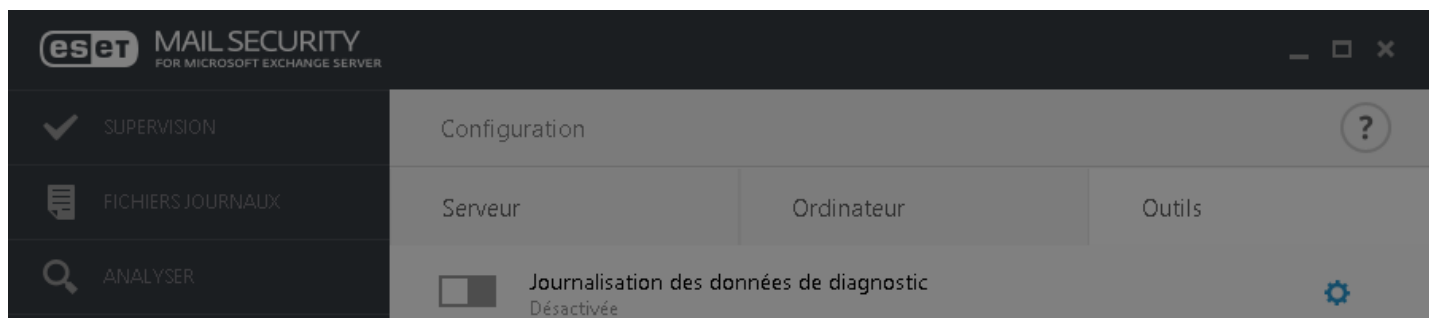 eset MAIL SECURITY
FOR MICROSOFT EXCHANGE SERVER
SUPERVISION
Configuration
?
FICHIERS JOURNAUX
Serveur
Ordinateur
Outils
ANALYSER
Journalisation des données de diagnostic
Désactivée